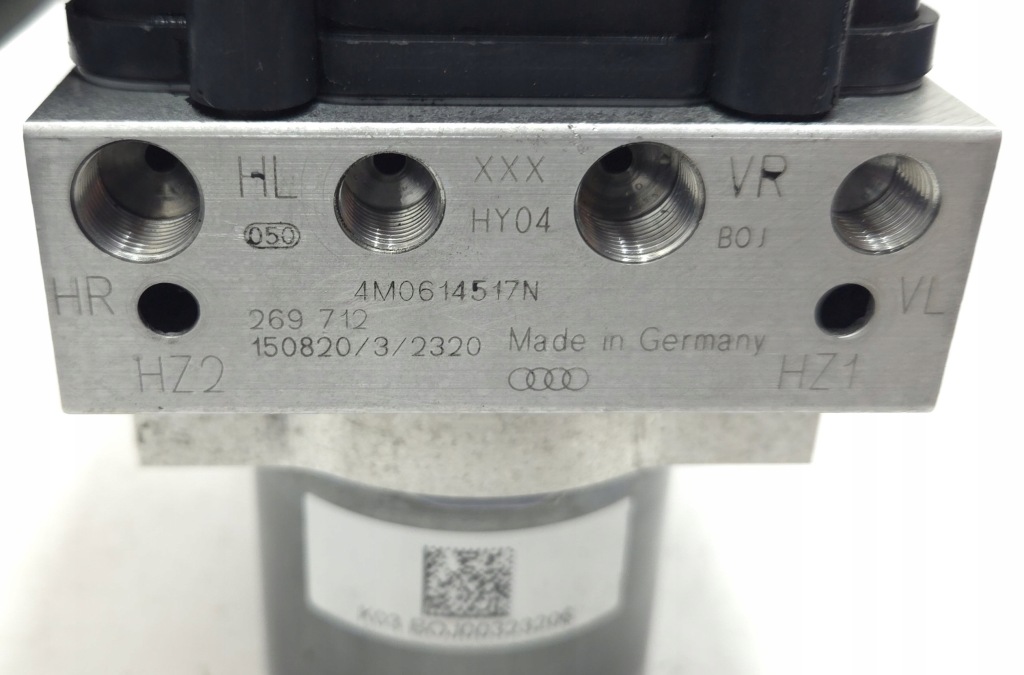 HL XXX VR
050 HY04 BOJ
HR 4M0614517N VL
269 712
150820/3/2320 Made in Germany
HZ2 HZ1